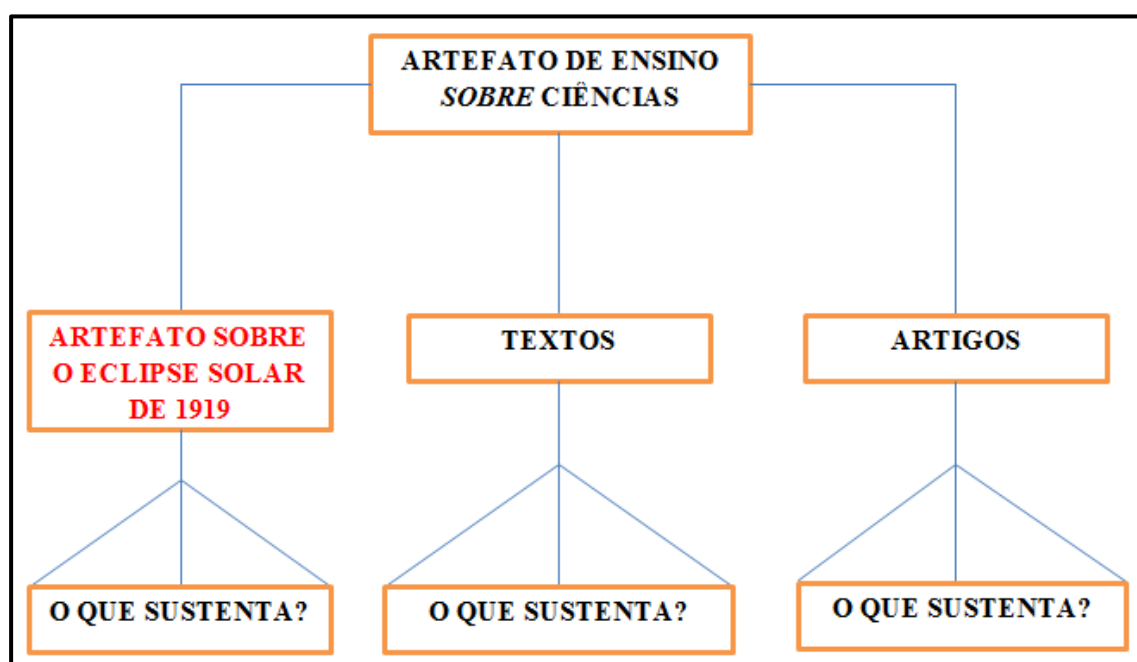 ARTEFATO DE ENSINO
SOBRE CIÊNCIAS
ARTEFATO SOBRE
O ECLIPSE SOLAR
DE 1919
TEXTOS
ARTIGOS
O QUE SUSTENTA?
O QUE SUSTENTA?
O QUE SUSTENTA?